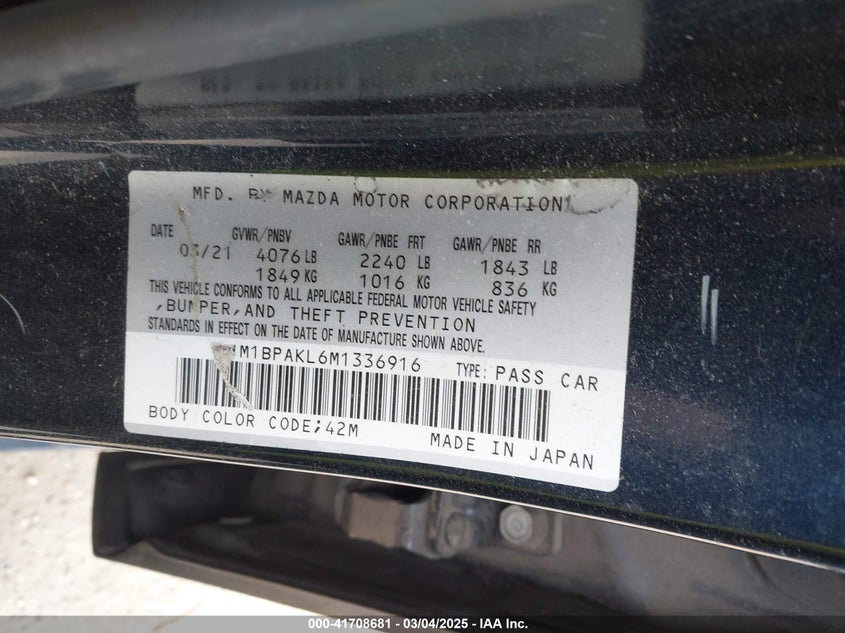 MFD. BY MAZDA MOTOR CORPORATION
DATE GVWR/PNBV GAWR/PNBE FRT GAWR/PNBE RR
03/21 4076 LB 2240 LB 1843 LB
1849 KG 1016 KG 836 KG
THIS VEHICLE CONFORMS TO ALL APPLICABLE FEDERAL MOTOR VEHICLE SAFETY
,BUMPER,AND THEFT PREVENTION
STANDARDS IN EFFECT ON THE DATE OF MANUFACTURE SHOWN ABOVE.
M1BPAKL6M1336916 TYPE: PASS CAR
BODY COLOR CODE;42M MADE IN JAPAN
000-41708681 - 03/04/2025 - IAA Inc.